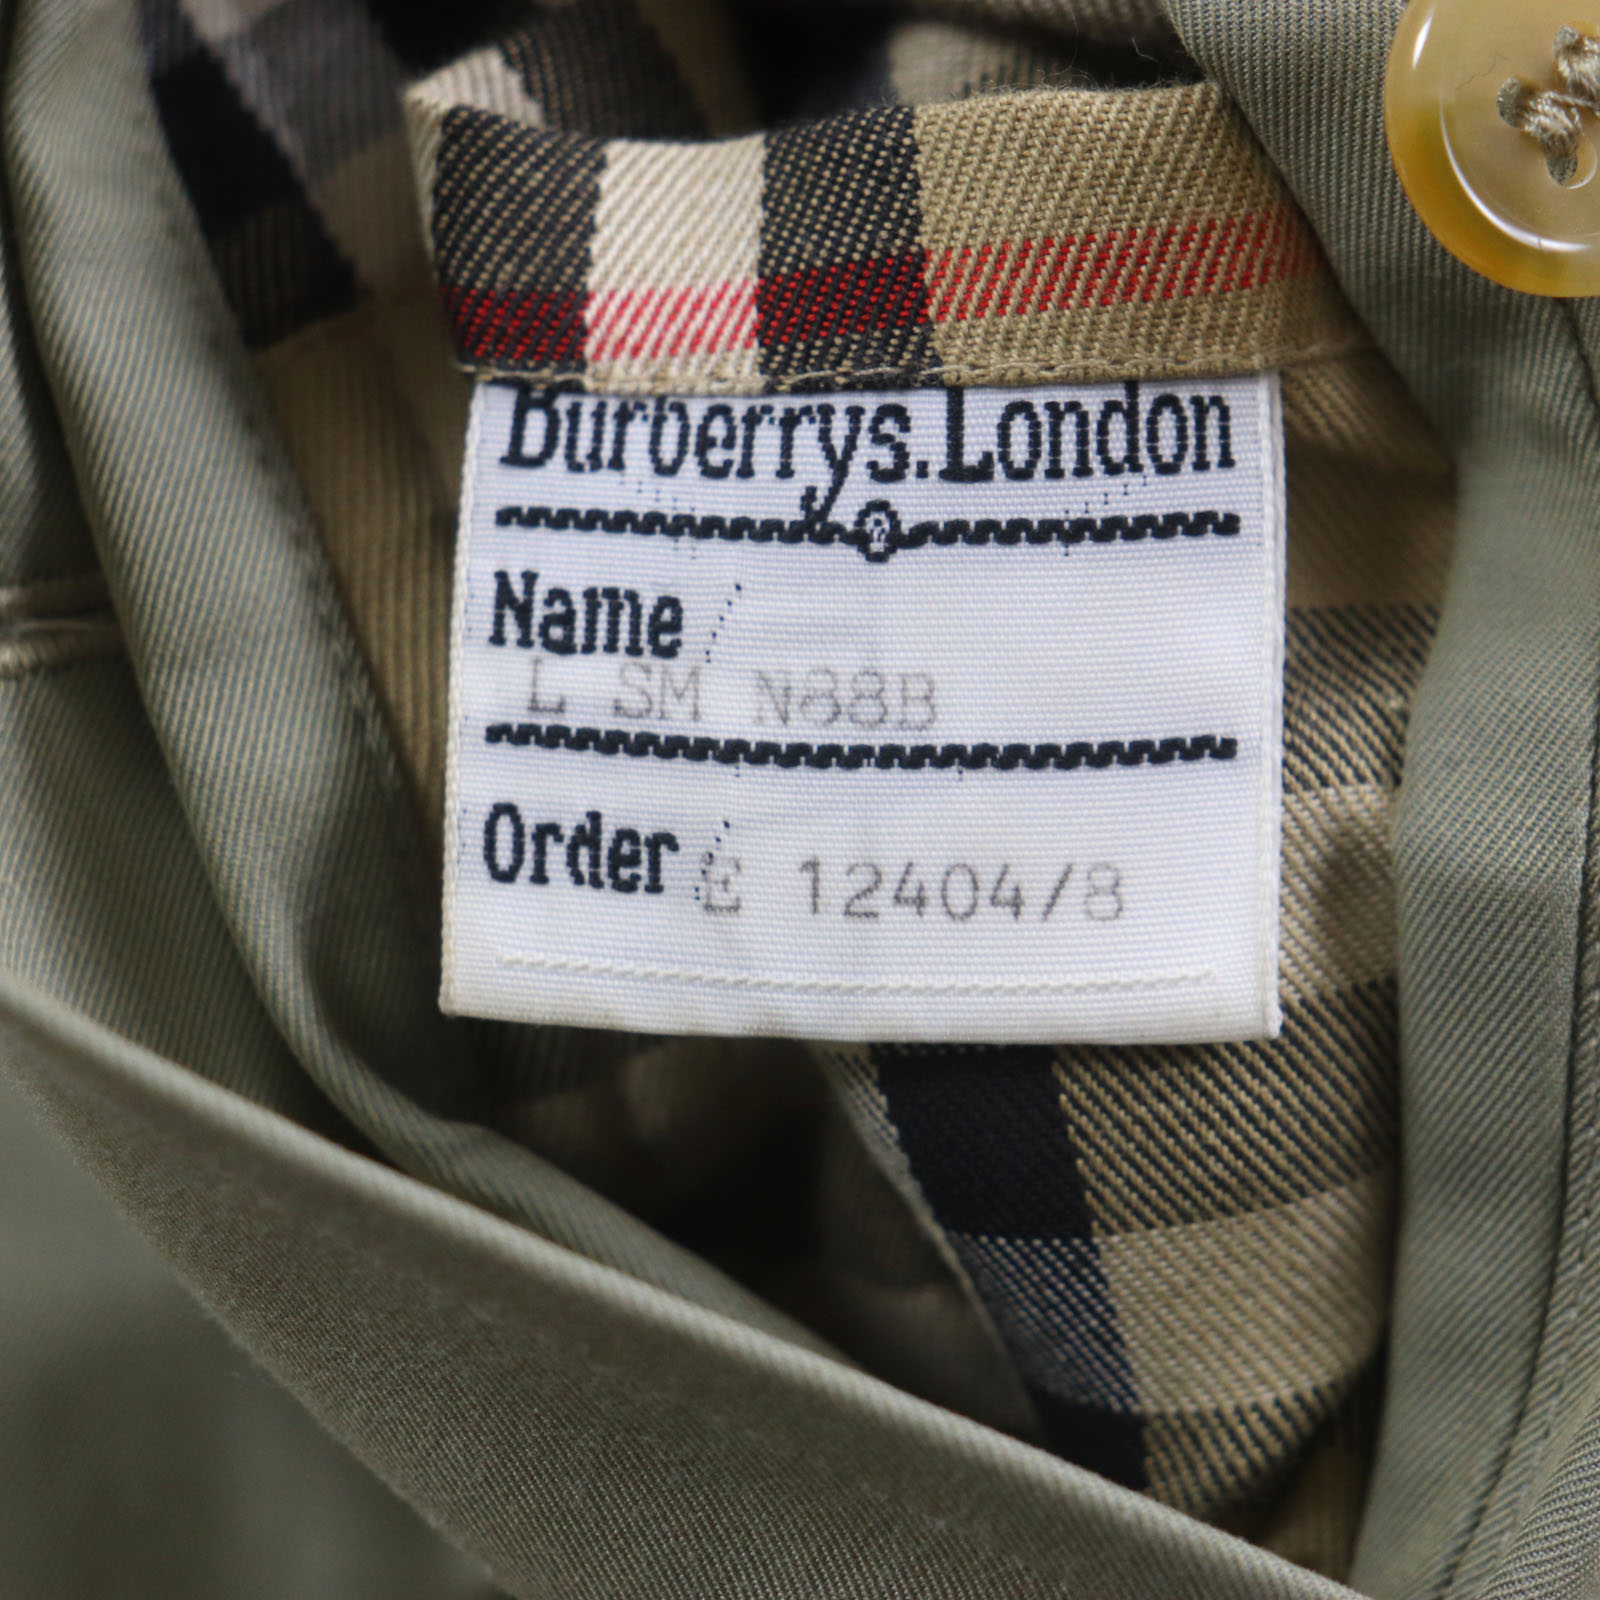 Burberrys.London
Name
L SM N88B
Order E 12404/8